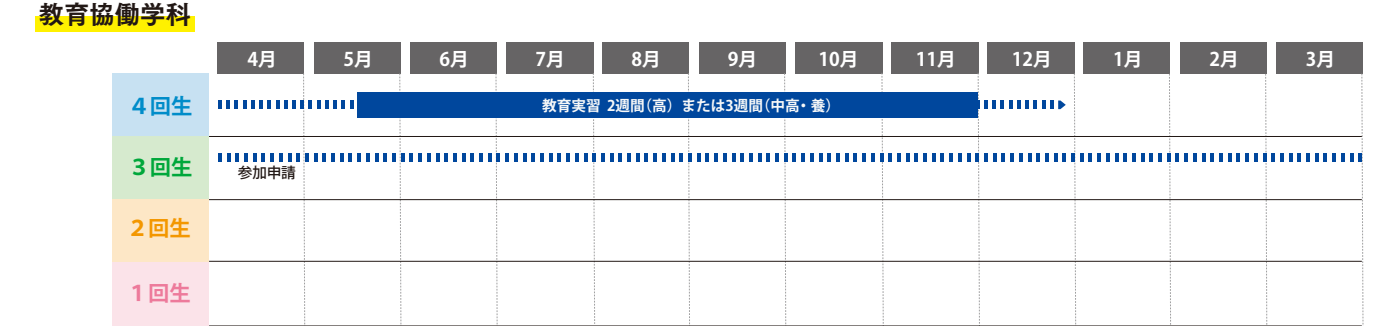 教育協働学科
4月 5月 6月 7月 8月 9月 10月 11月 12月 1月 2月 3月
4回生
教育実習 2週間(高) または3週間(中高・養)
3回生
参加申請
2回生
1回生